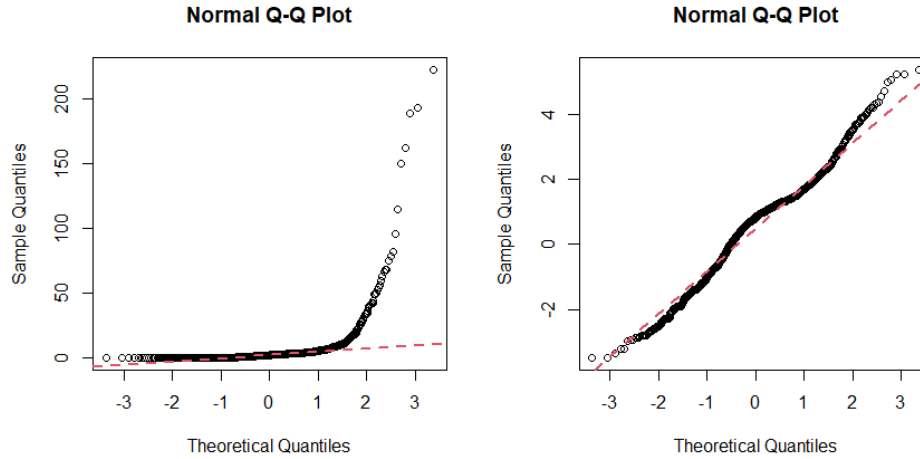 Normal Q-Q Plot
Sample Quantiles
200
150
100
50
0
-3 -2 -1 0 1 2 3
Theoretical Quantiles
Normal Q-Q Plot
Sample Quantiles
4
2
0
-2
-3 -2 -1 0 1 2 3
Theoretical Quantiles